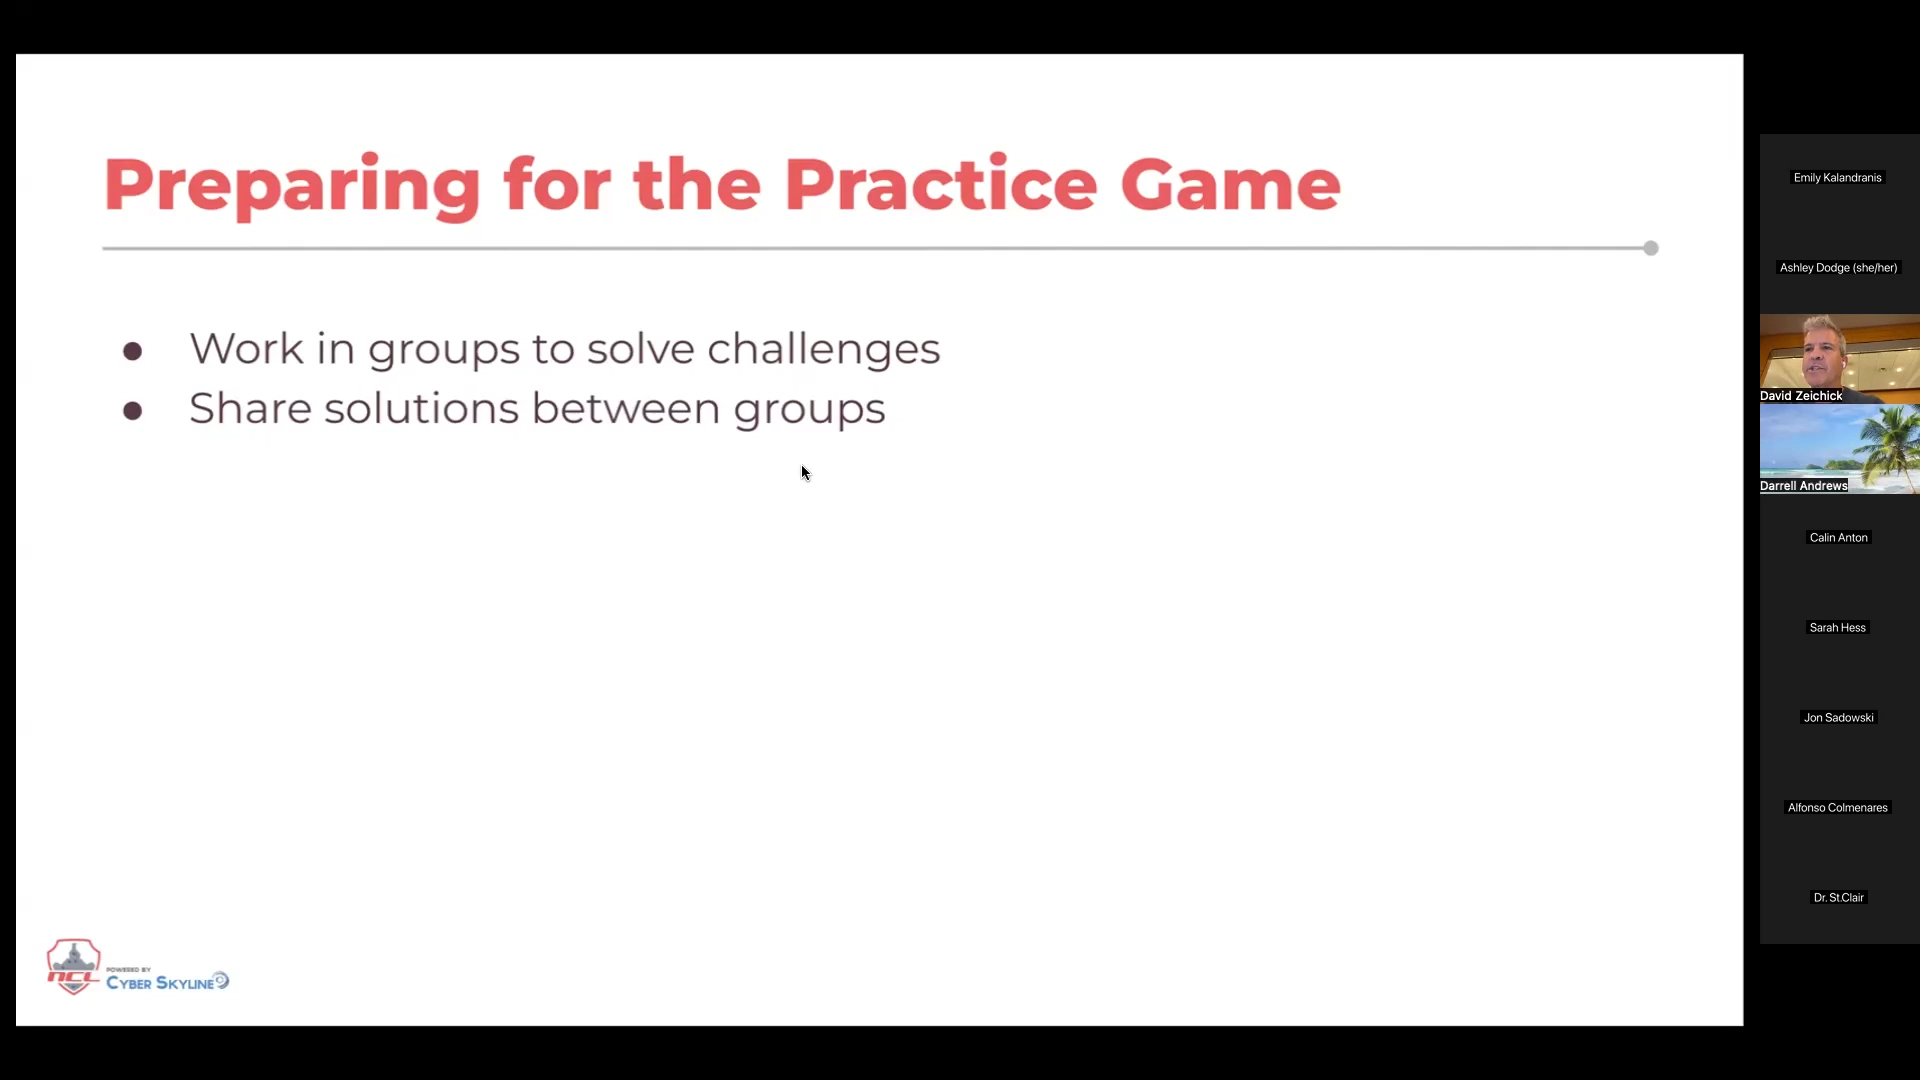 Preparing for the Practice Game
● Work in groups to solve challenges
● Share solutions between groups
NCL
POWERED BY
CYBER SKYLINE
Emily Kalandranis
Ashley Dodge (she/her)
David Zeichick
Darrell Andrews
Calin Anton
Sarah Hess
Jon Sadowski
Alfonso Colmenares
Dr. St.Clair